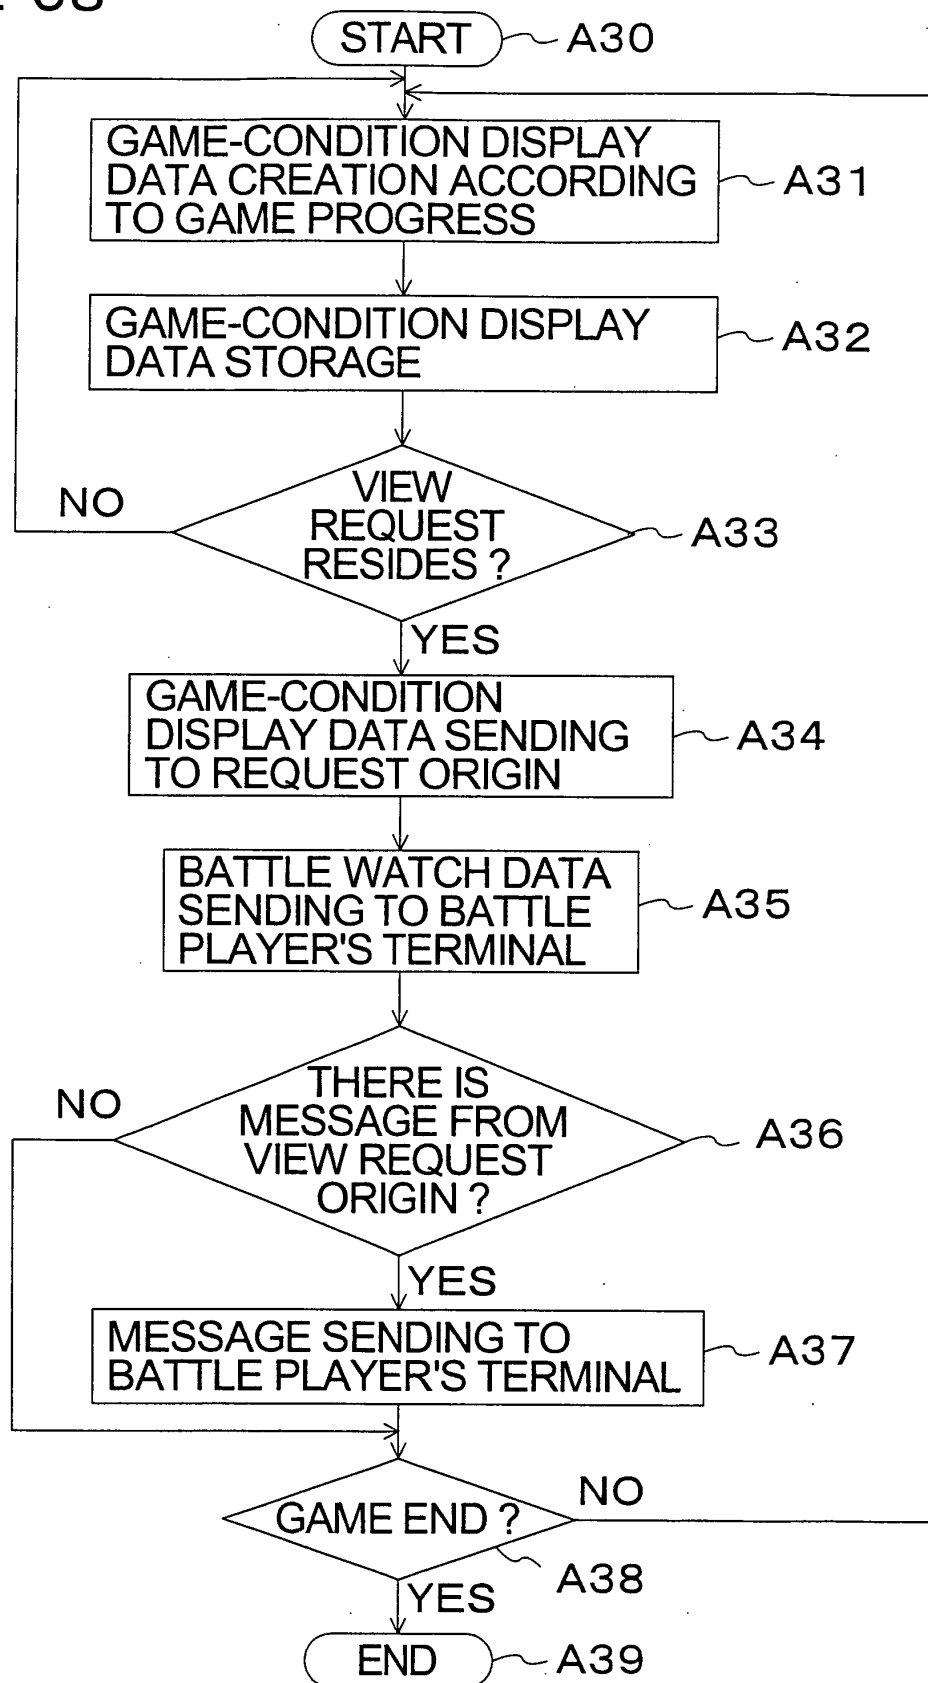 START
A30
GAME-CONDITION DISPLAY
DATA CREATION ACCORDING
TO GAME PROGRESS
A31
GAME-CONDITION DISPLAY
DATA STORAGE
A32
VIEW
REQUEST
RESIDES ?
A33
NO
YES
GAME-CONDITION
DISPLAY DATA SENDING
TO REQUEST ORIGIN
A34
BATTLE WATCH DATA
SENDING TO BATTLE
PLAYER'S TERMINAL
A35
THERE IS
MESSAGE FROM
VIEW REQUEST
ORIGIN ?
A36
NO
YES
MESSAGE SENDING TO
BATTLE PLAYER'S TERMINAL
A37
GAME END ?
NO
A38
YES
END
A39